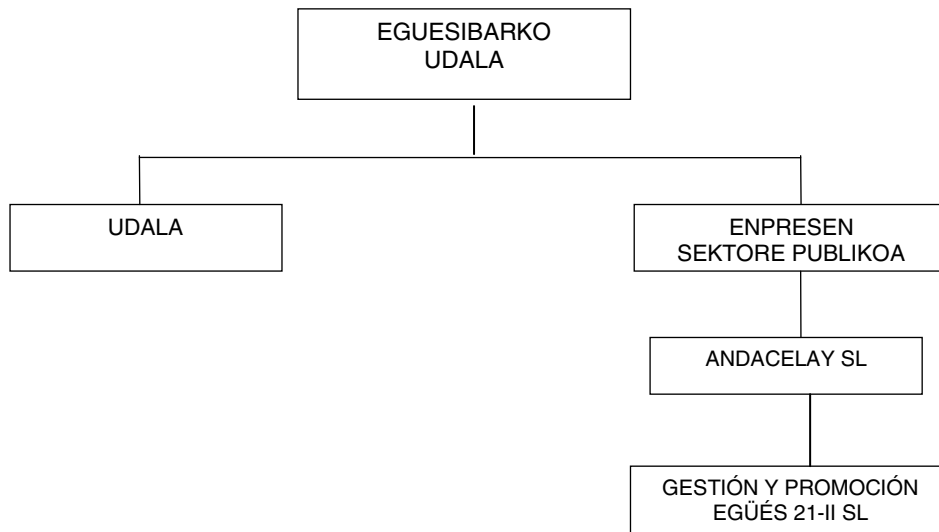 EGUESIBARKO
UDALA
UDALA
ENPRESEN
SEKTORE PUBLIKOA
ANDACELAY SL
GESTIÓN Y PROMOCIÓN
EGÜÉS 21-II SL